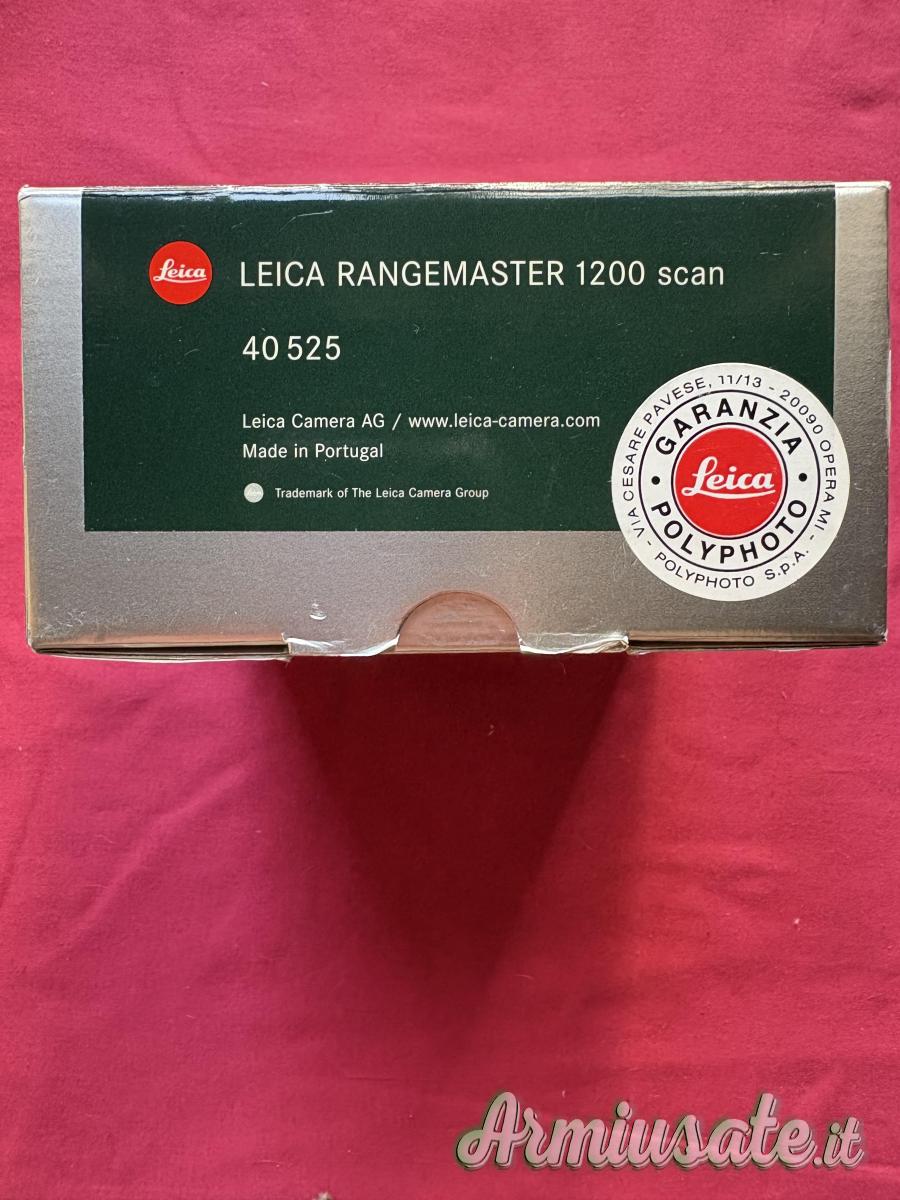 Leica
LEICA RANGEMASTER 1200 scan
40 525
Leica Camera AG / www.leica-camera.com
Made in Portugal
Leica
Trademark of The Leica Camera Group
VIA CESARE PAVESE, 11/13 - 20090 OPERA MI -
GARANZIA
Leica
POLYPHOTO
POLYPHOTO S.p.A. -
Armiusate.it